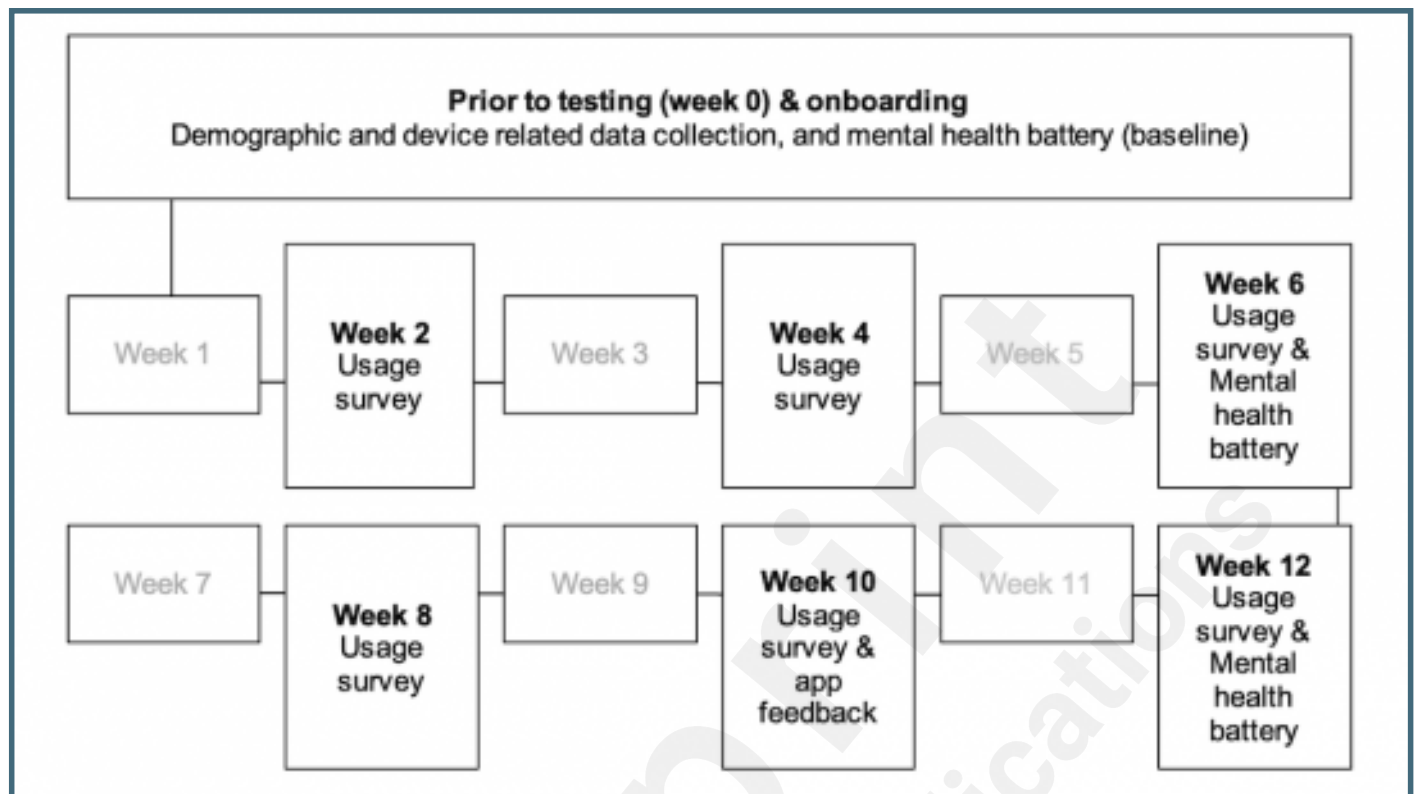 Prior to testing (week 0) & onboarding
Demographic and device related data collection, and mental health battery (baseline)
Week 1
Week 2
Usage
survey
Week 3
Week 4
Usage
survey
Week 5
Week 6
Usage
survey &
Mental
health
battery
Week 7
Week 8
Usage
survey
Week 9
Week 10
Usage
survey &
app
feedback
Week 11
Week 12
Usage
survey &
Mental
health
battery
print
lications